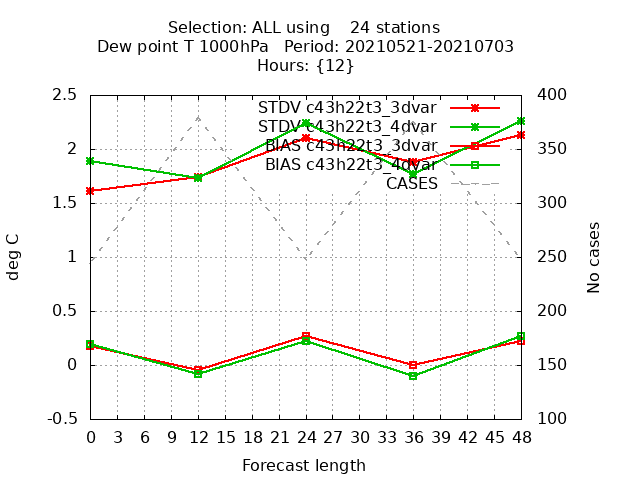 Selection: ALL using 24 stations
Dew point T 1000hPa Period: 20210521-20210703
Hours: {12}
2.5
2
1.5
1
0.5
0
-0.5
deg C
STDV c43h22t3_3dvar
STDV c43h22t3_4dvar
BIAS c43h22t3_3dvar
BIAS c43h22t3_4dvar
CASES
400
350
300
250
200
150
100
No cases
0 3 6 9 12 15 18 21 24 27 30 33 36 39 42 45 48
Forecast length